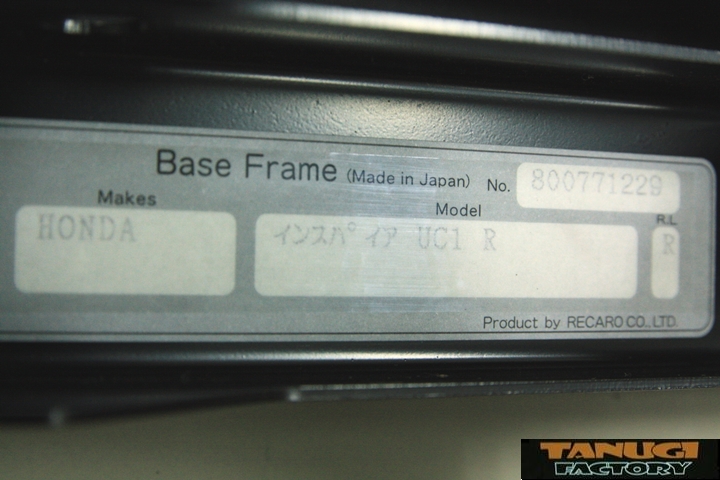 Base Frame (Made in Japan) No. 800771229
Makes Model R.L
HONDA インスパイア UC1 R R
Product by RECARO CO.,LTD.
TANUGI
FACTORY